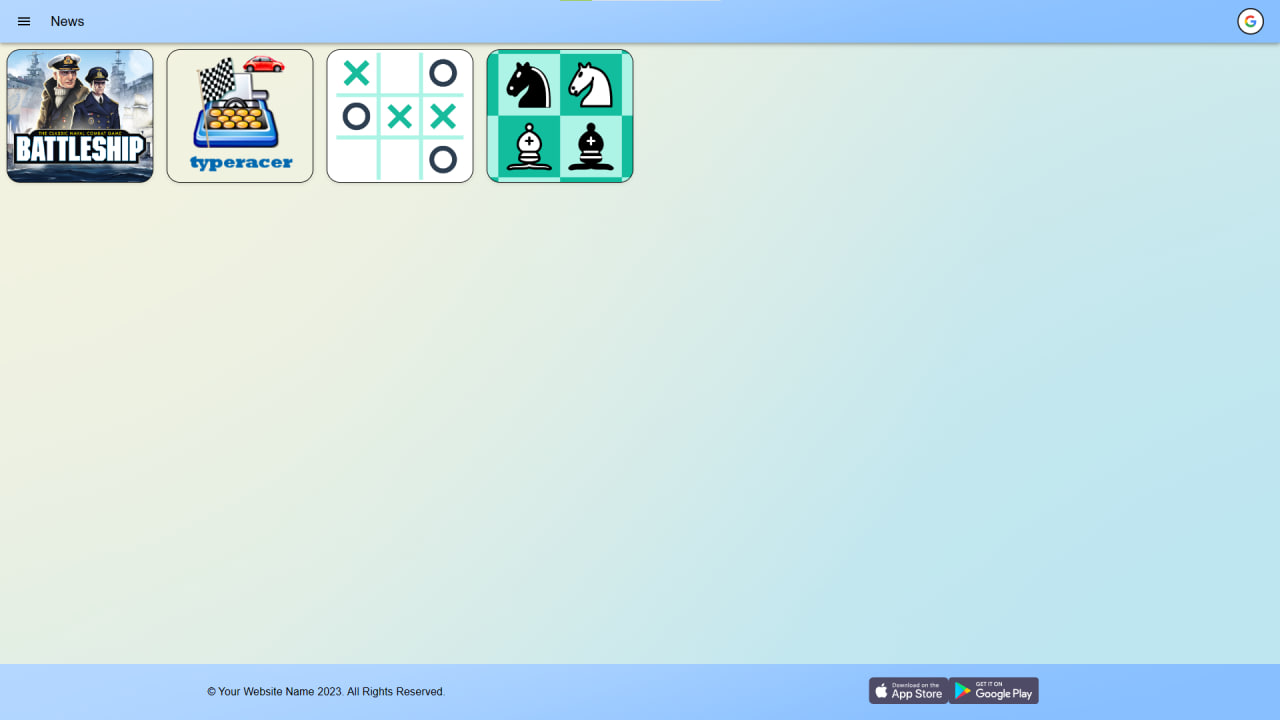 News
THE CLASSIC NAVAL COMBAT GAME
BATTLESHIP
typeracer
© Your Website Name 2023. All Rights Reserved.
Download on the
App Store
GET IT ON
Google Play